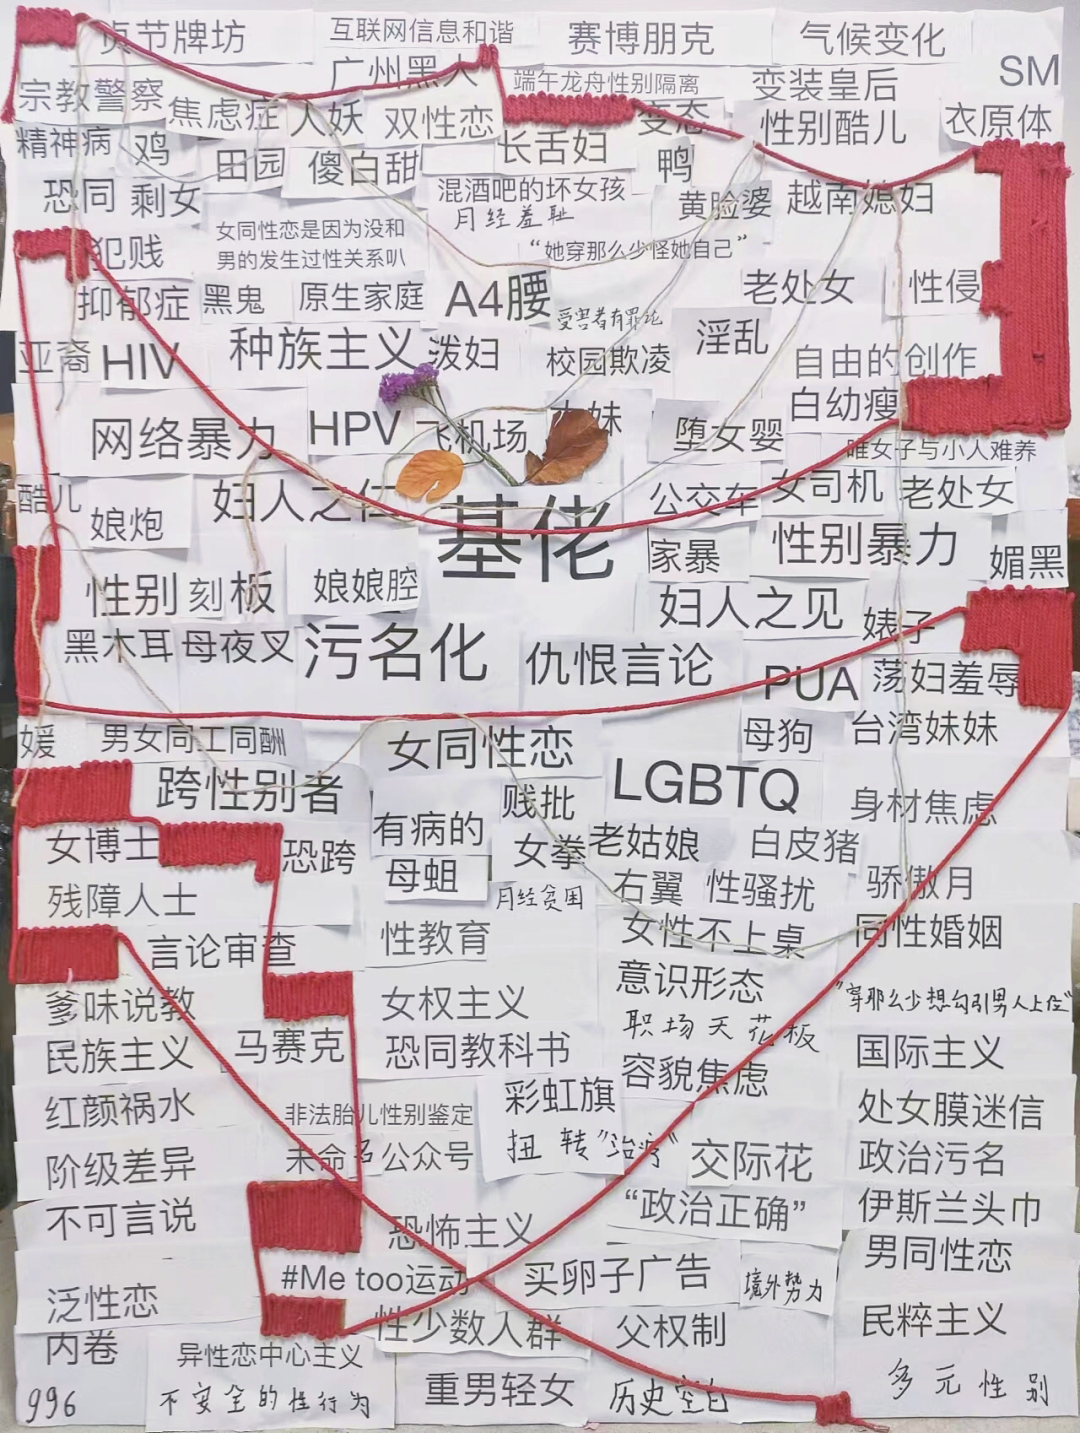 贞节牌坊
互联网信息和谐
赛博朋克
气候变化
SM
宗教警察
广州黑人
端午龙舟性别隔离
变装皇后
焦虑症
人妖
双性恋
变态
性别酷儿
衣原体
精神病
鸡
田园
傻白甜
长舌妇
鸭
恐同
剩女
混酒吧的坏女孩
月经羞耻
黄脸婆
越南媳妇
犯贱
女同性恋是因为没和
男的发生过性关系叭
“她穿那么少怪她自己”
抑郁症
黑鬼
原生家庭
A4腰
受害者有罪论
老处女
性侵
亚裔
HIV
种族主义
泼妇
校园欺凌
淫乱
自由的创作
白幼瘦
网络暴力
HPV
飞机场
妹
堕女婴
唯女子与小人难养
酷儿
娘炮
妇人之仁
基佬
公交车
女司机
老处女
性别刻板
娘娘腔
家暴
性别暴力
媚黑
妇人之见
婊子
黑木耳
母夜叉
污名化
仇恨言论
PUA
荡妇羞辱
媛
男女同工同酬
女同性恋
母狗
台湾妹妹
跨性别者
贱批
LGBTQ
身材焦虑
女博士
恐跨
有病的
母蛆
女拳
老姑娘
白皮猪
残障人士
月经贫困
右翼
性骚扰
骄傲月
言论审查
性教育
女性不上桌
同性婚姻
爹味说教
女权主义
意识形态
职场天花板
“穿那么少想勾引男人上位”
民族主义
马赛克
恐同教科书
容貌焦虑
国际主义
红颜祸水
非法胎儿性别鉴定
彩虹旗
扭转“治疗”
处女膜迷信
阶级差异
未命名公众号
交际花
政治污名
不可言说
恐怖主义
“政治正确”
伊斯兰头巾
泛性恋
#Me too运动
买卵子广告
境外势力
男同性恋
内卷
性少数人群
父权制
民粹主义
996
异性恋中心主义
不安全的性行为
重男轻女
历史空白
多元性别